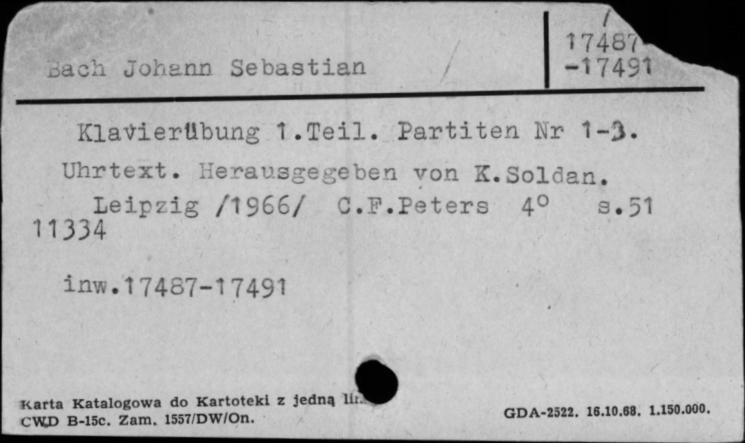 17487
Bach Johann Sebastian / -17491
Klavierübung 1.Teil. Partiten Nr 1-3.
Uhrtext. Herausgegeben von K.Soldan.
Leipzig /1966/ C.F.Peters 4° s.51
11334
inw.17487-17491
Karta Katalogowa do Kartoteki z jedną
CWD B-15c. Zam. 1557/DW/On.
GDA-2522. 16.10.68. 1.150.000.